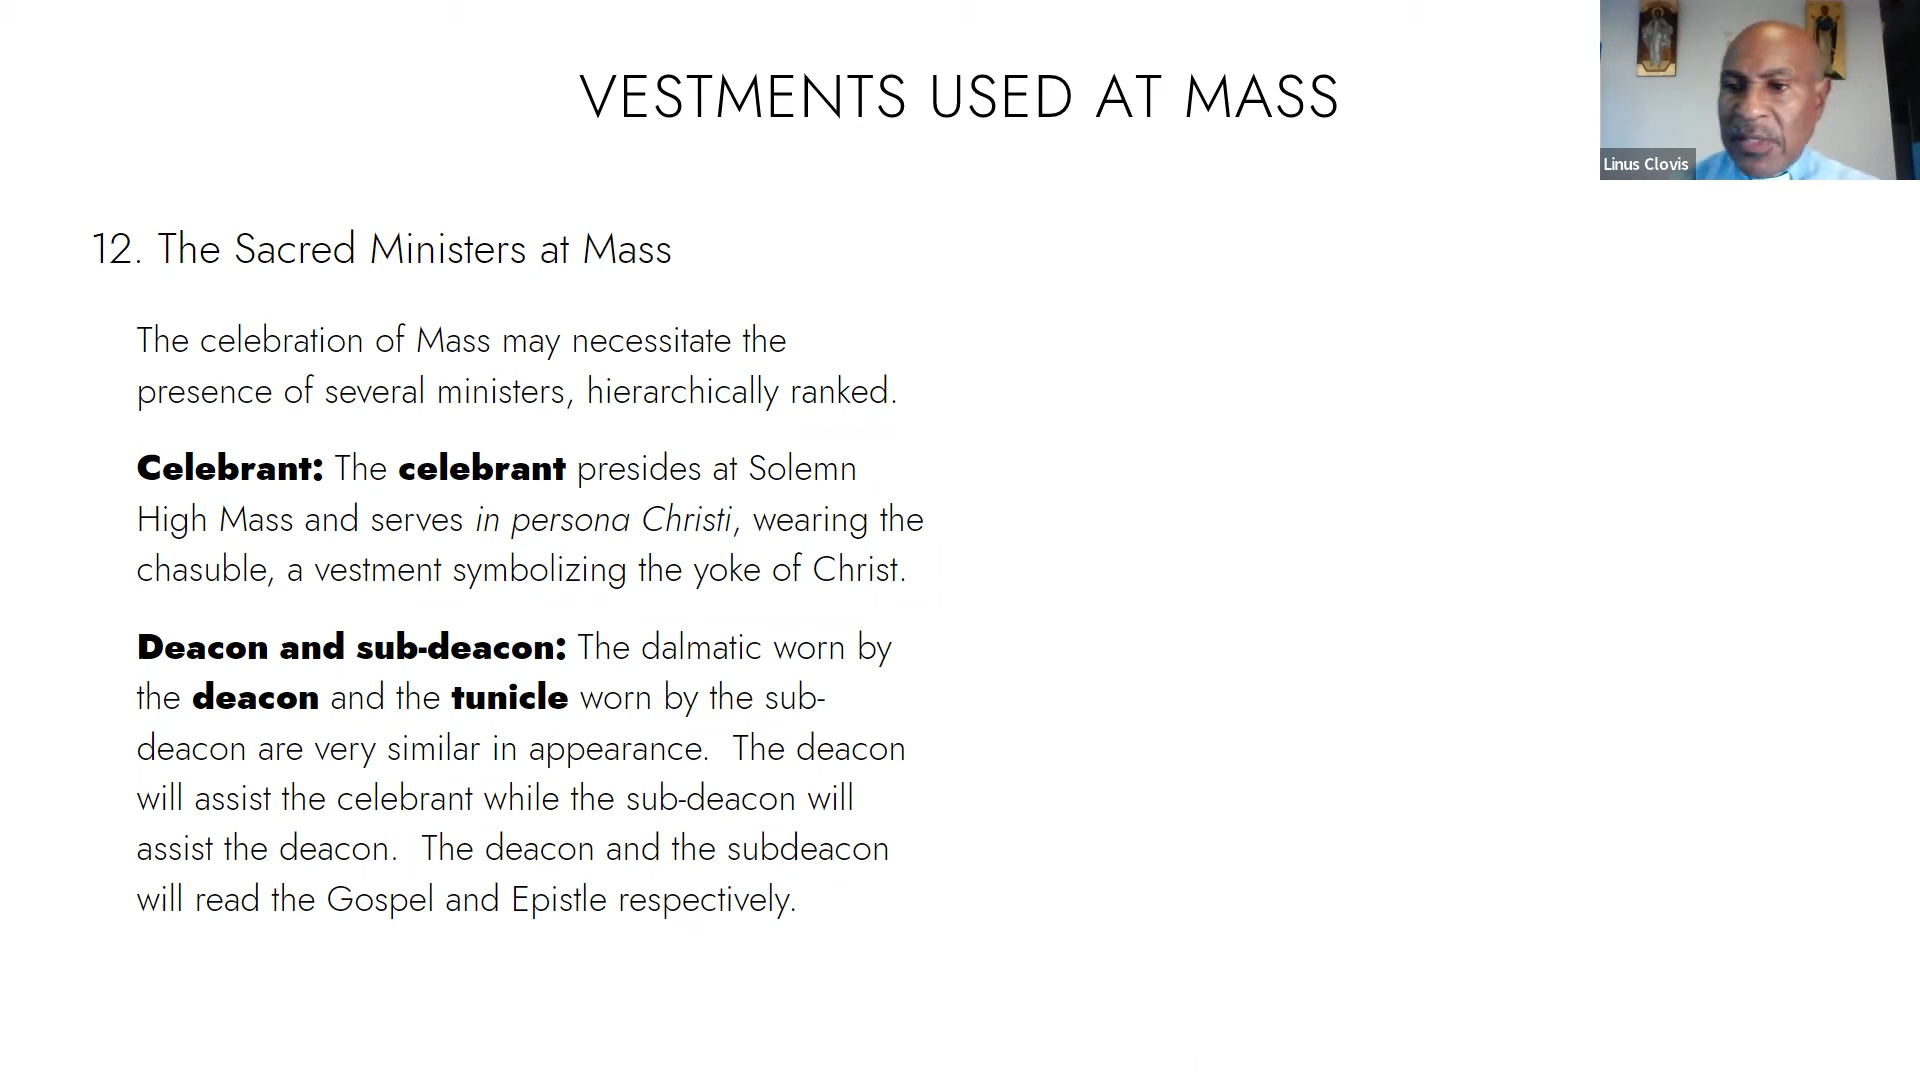 VESTMENTS USED AT MASS
Linus Clovis
12. The Sacred Ministers at Mass
The celebration of Mass may necessitate the
presence of several ministers, hierarchically ranked.
Celebrant: The celebrant presides at Solemn
High Mass and serves in persona Christi, wearing the
chasuble, a vestment symbolizing the yoke of Christ.
Deacon and sub-deacon: The dalmatic worn by
the deacon and the tunicle worn by the sub-
deacon are very similar in appearance.  The deacon
will assist the celebrant while the sub-deacon will
assist the deacon.  The deacon and the subdeacon
will read the Gospel and Epistle respectively.